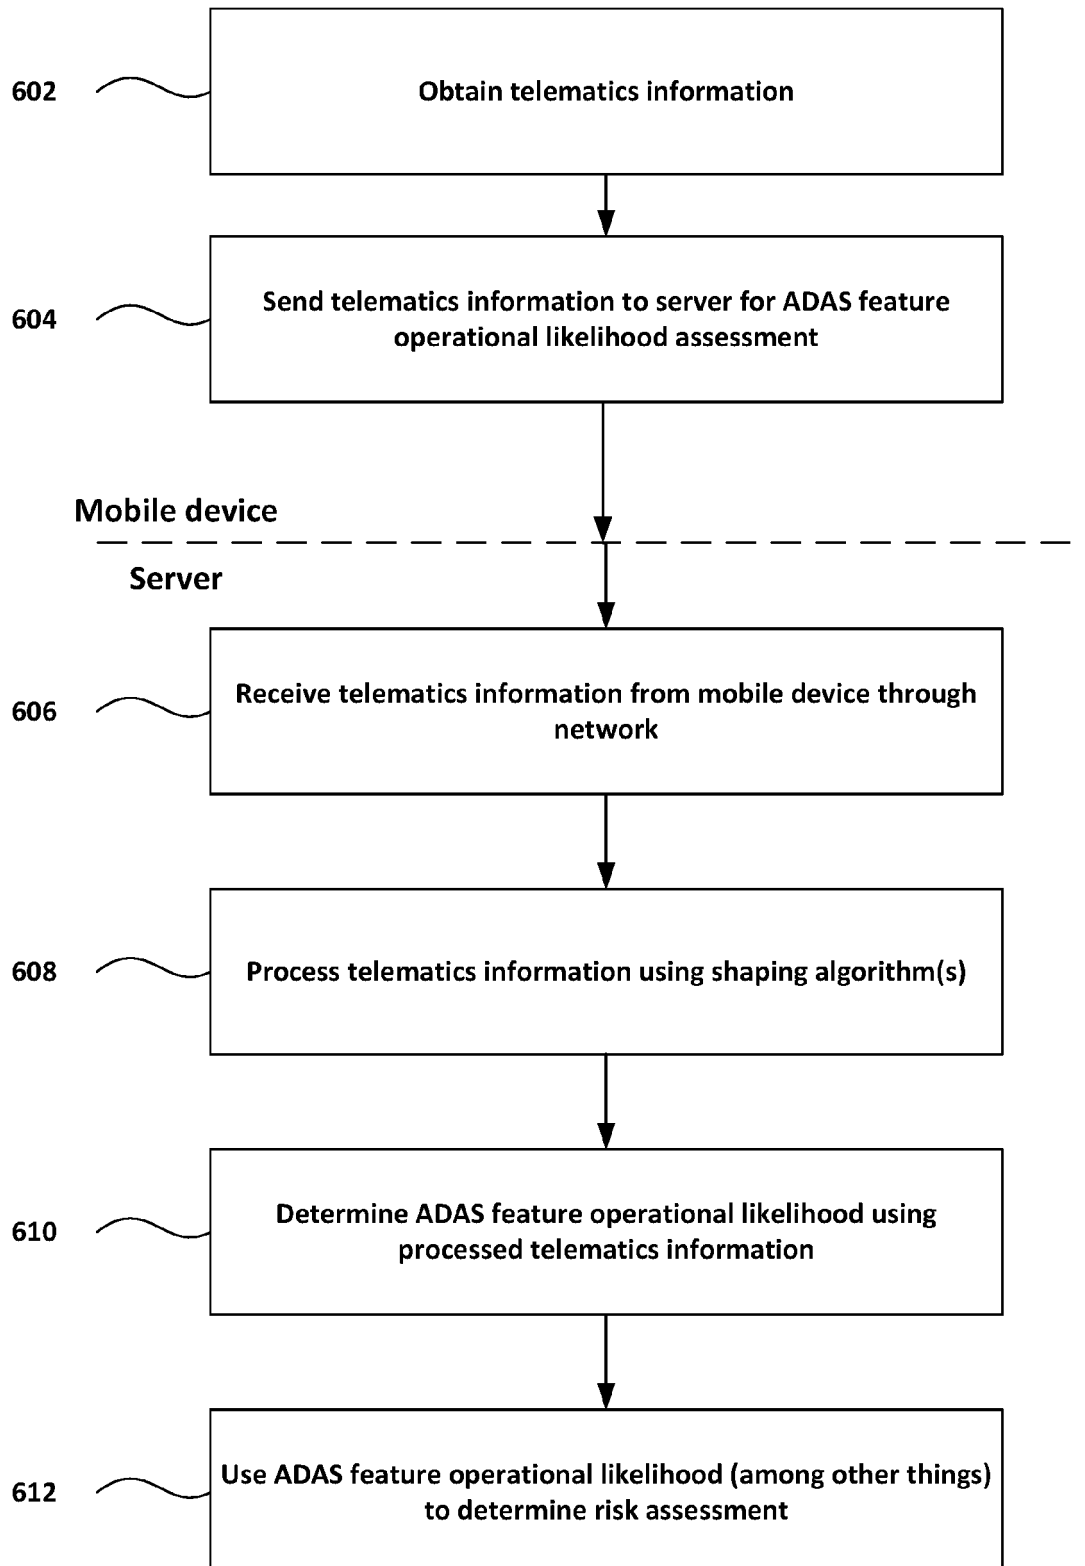 602
Obtain telematics information
604
Send telematics information to server for ADAS feature
operational likelihood assessment
Mobile device
Server
606
Receive telematics information from mobile device through
network
608
Process telematics information using shaping algorithm(s)
610
Determine ADAS feature operational likelihood using
processed telematics information
612
Use ADAS feature operational likelihood (among other things)
to determine risk assessment